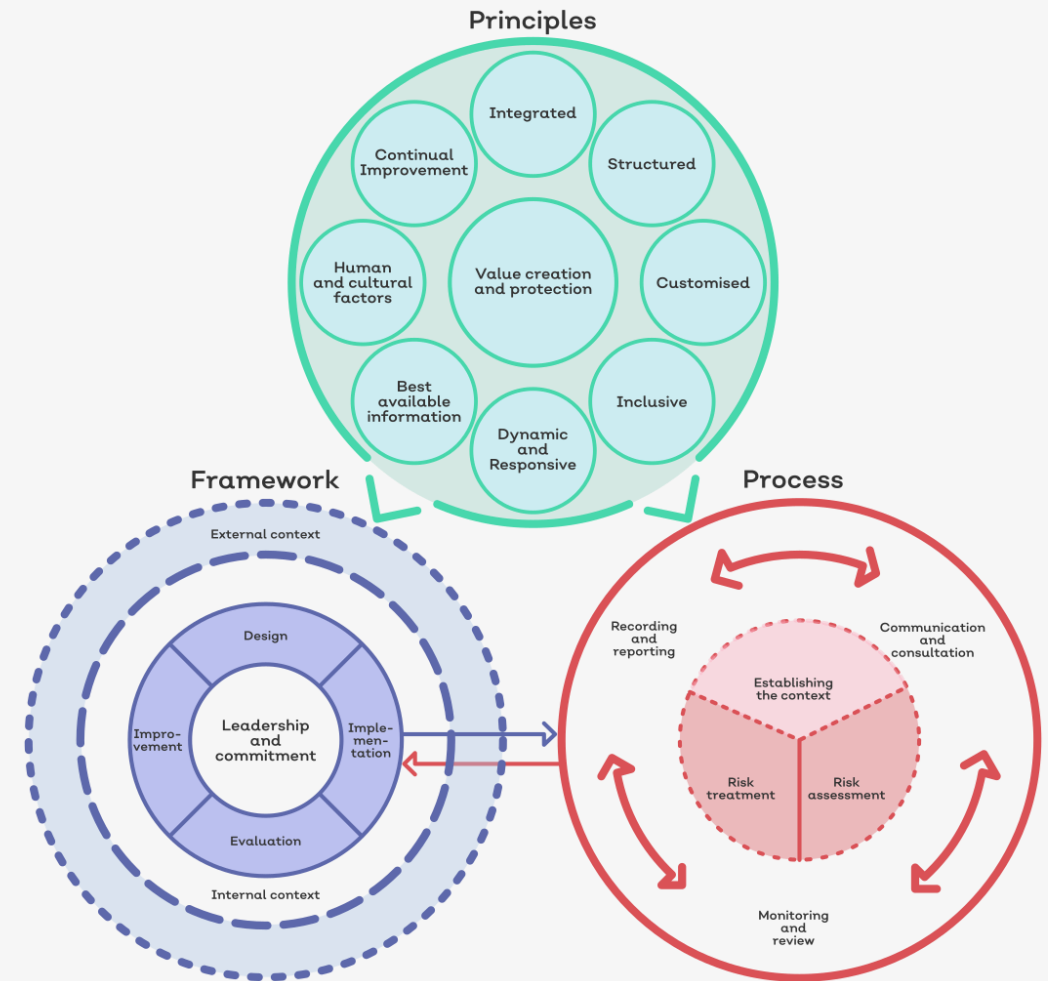 Principles
Integrated
Continual
Improvement
Structured
Human
and cultural
factors
Value creation
and protection
Customised
Best
available
information
Inclusive
Dynamic
and
Responsive
Framework
External context
Design
Impro-
vement
Leadership
and
commitment
Imple-
men-
tation
Evaluation
Internal context
Process
Recording
and
reporting
Communication
and
consultation
Establishing
the context
Risk
treatment
Risk
assessment
Monitoring
and
review